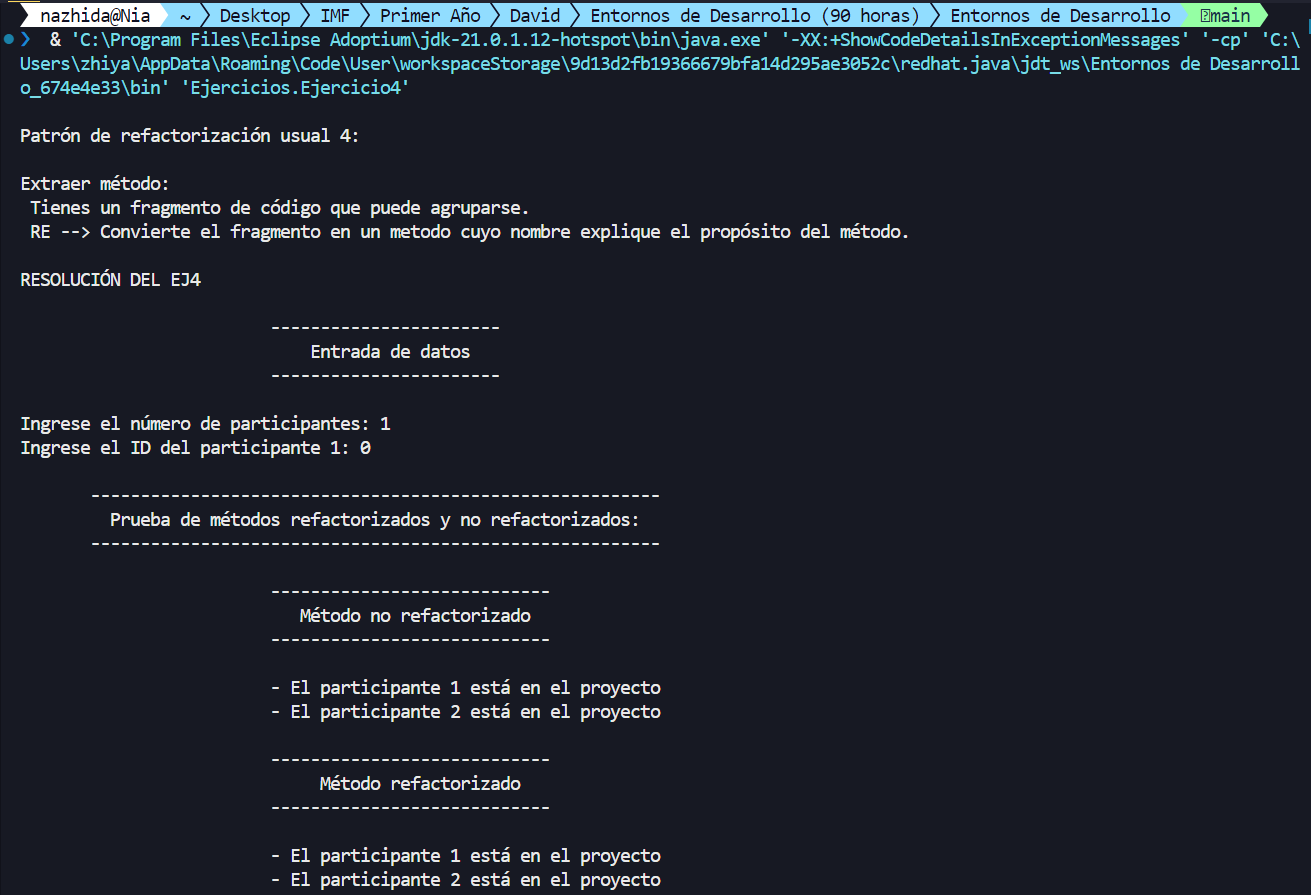 nazhida@Nia ~ Desktop IMF Primer Año David Entornos de Desarrollo (90 horas) Entornos de Desarrollo main
& 'C:\Program Files\Eclipse Adoptium\jdk-21.0.1.12-hotspot\bin\java.exe' '-XX:+ShowCodeDetailsInExceptionMessages' '-cp' 'C:\
Users\zhiya\AppData\Roaming\Code\User\workspaceStorage\9d13d2fb19366679bfa14d295ae3052c\redhat.java\jdt_ws\Entornos de Desarroll
o_674e4e33\bin' 'Ejercicios.Ejercicio4'
Patrón de refactorización usual 4:
Extraer método:
Tienes un fragmento de código que puede agruparse.
RE --> Convierte el fragmento en un metodo cuyo nombre explique el propósito del método.
RESOLUCIÓN DEL EJ4
-----------------------
Entrada de datos
-----------------------
Ingrese el número de participantes: 1
Ingrese el ID del participante 1: 0
---------------------------------------------------------
Prueba de métodos refactorizados y no refactorizados:
---------------------------------------------------------
----------------------------
Método no refactorizado
----------------------------
- El participante 1 está en el proyecto
- El participante 2 está en el proyecto
----------------------------
Método refactorizado
----------------------------
- El participante 1 está en el proyecto
- El participante 2 está en el proyecto